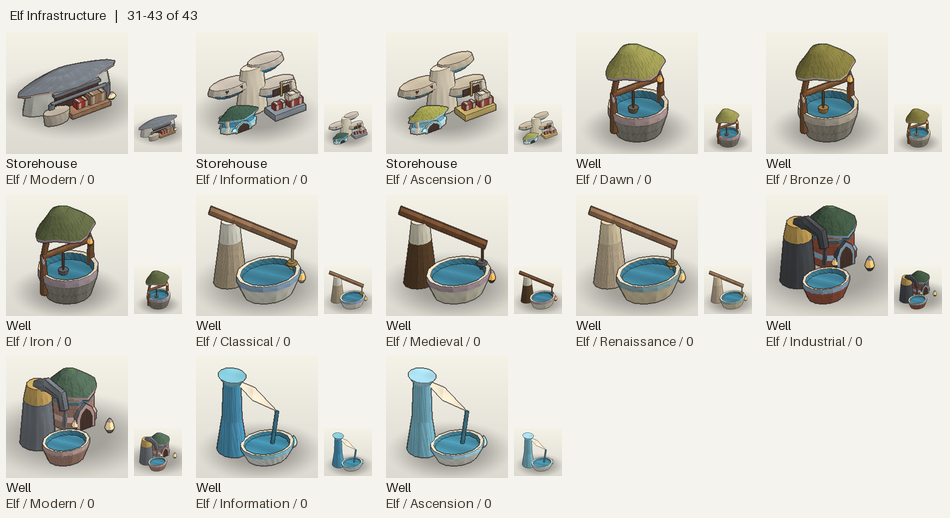 Elf Infrastructure | 31-43 of 43
Storehouse
Elf / Modern / 0
Storehouse
Elf / Information / 0
Storehouse
Elf / Ascension / 0
Well
Elf / Dawn / 0
Well
Elf / Bronze / 0
Well
Elf / Iron / 0
Well
Elf / Classical / 0
Well
Elf / Medieval / 0
Well
Elf / Renaissance / 0
Well
Elf / Industrial / 0
Well
Elf / Modern / 0
Well
Elf / Information / 0
Well
Elf / Ascension / 0